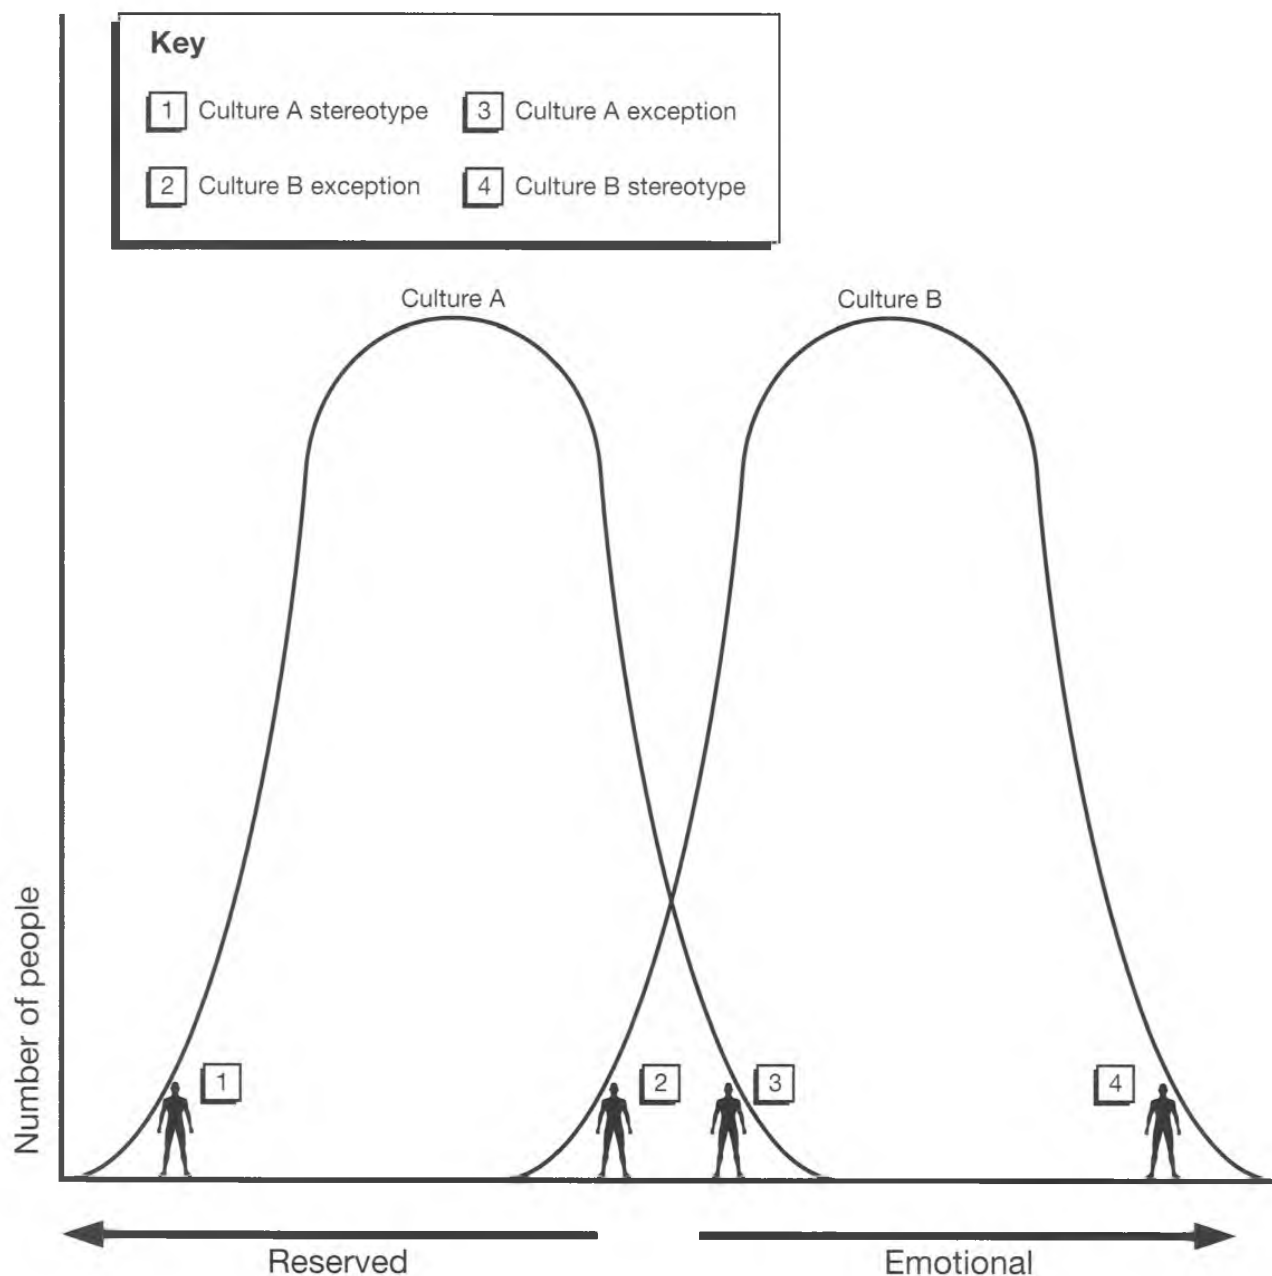 Key
1 Culture A stereotype
3 Culture A exception
2 Culture B exception
4 Culture B stereotype
Culture A
Culture B
Number of people
1
2
3
4
Reserved
Emotional